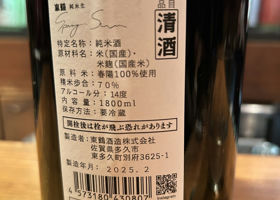 東鶴 純米生
Spring Sun
品目 清酒
特定名称:純米酒
原材料名:米(国産)・
米麹(国産米)
原料米:春陽100%使用
精米歩合:70%
アルコール分:14度
内容量:1800ml
保存方法:要冷蔵
開栓後は栓が飛ぶ恐れがあります
製造者:東鶴酒造株式会社
佐賀県多久市
東多久町別府3625-1
製造年月 2025.2
4573180430807
Instagram